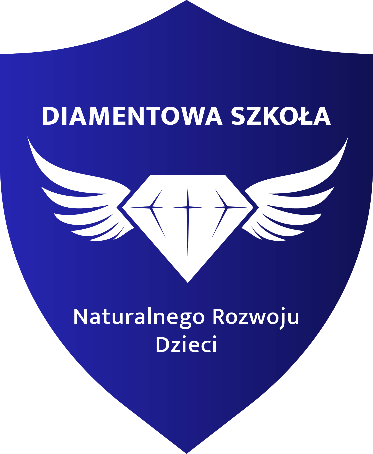 DIAMENTOWA SZKOŁA
Naturalnego Rozwoju
Dzieci